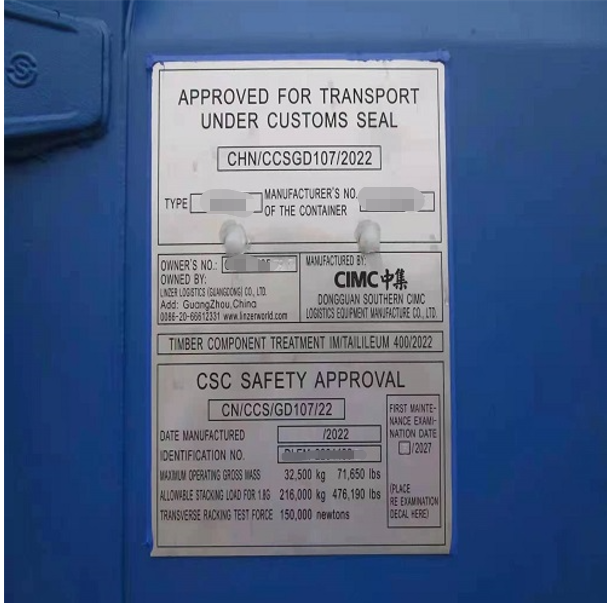 APPROVED FOR TRANSPORT
UNDER CUSTOMS SEAL
CHN/CCSGD107/2022
TYPE
MANUFACTURER'S NO.
OF THE CONTAINER
OWNER'S NO.:
OWNED BY:
LINZER LOGISTICS (GUANGDONG) CO., LTD.
Add: GuangZhou,China
0086-20-66612331 www.linzerworld.com
MANUFACTURED BY:
CIMC中集
DONGGUAN SOUTHERN CIMC
LOGISTICS EQUIPMENT MANUFACTURE CO., LTD.
TIMBER COMPONENT TREATMENT IM/TAILILEUM 400/2022
CSC SAFETY APPROVAL
CN/CCS/GD107/22
DATE MANUFACTURED /2022
IDENTIFICATION NO.
MAXIMUM OPERATING GROSS MASS 32,500 kg 71,650 lbs
ALLOWABLE STACKING LOAD FOR 1.8G 216,000 kg 476,190 lbs
TRANSVERSE RACKING TEST FORCE 150,000 newtons
FIRST MAINTE-
NANCE EXAMI-
NATION DATE
/2027
(PLACE
RE EXAMINATION
DECAL HERE)